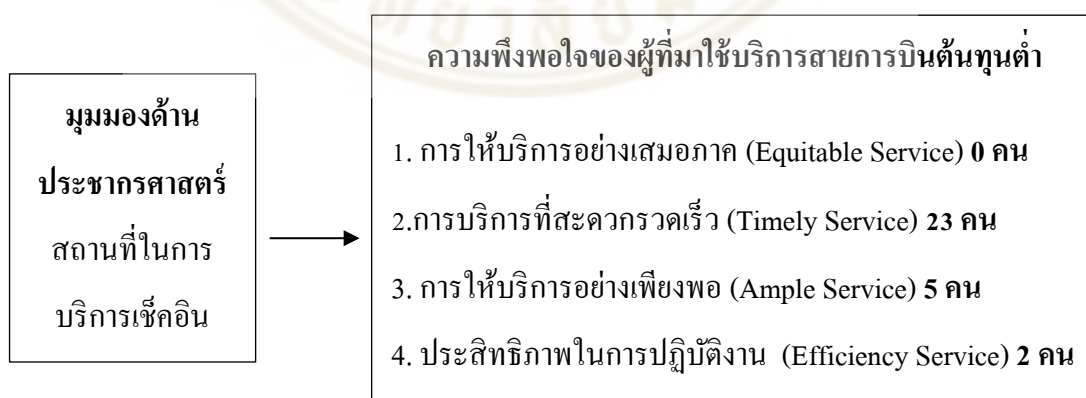 มุมมองด้าน
ประชากรศาสตร์
สถานที่ในการ
บริการเช็คอิน
ความพึงพอใจของผู้ที่มาใช้บริการสายการบินต้นทุนต่ำ
1. การให้บริการอย่างเสมอภาค (Equitable Service) 0 คน
2.การบริการที่สะดวกรวดเร็ว (Timely Service) 23 คน
3. การให้บริการอย่างเพียงพอ (Ample Service) 5 คน
4. ประสิทธิภาพในการปฏิบัติงาน (Efficiency Service) 2 คน